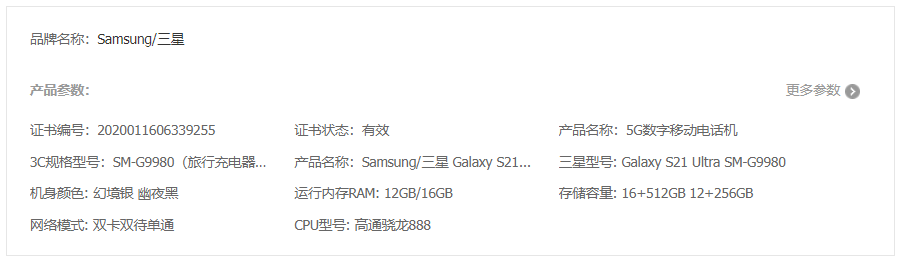 品牌名称：Samsung/三星
产品参数：
更多参数
证书编号：2020011606339255 证书状态：有效 产品名称：5G数字移动电话机
3C规格型号：SM-G9980（旅行充电器... 产品名称：Samsung/三星 Galaxy S21... 三星型号: Galaxy S21 Ultra SM-G9980
机身颜色: 幻境银 幽夜黑 运行内存RAM: 12GB/16GB 存储容量: 16+512GB 12+256GB
网络模式: 双卡双待单通 CPU型号: 高通骁龙888